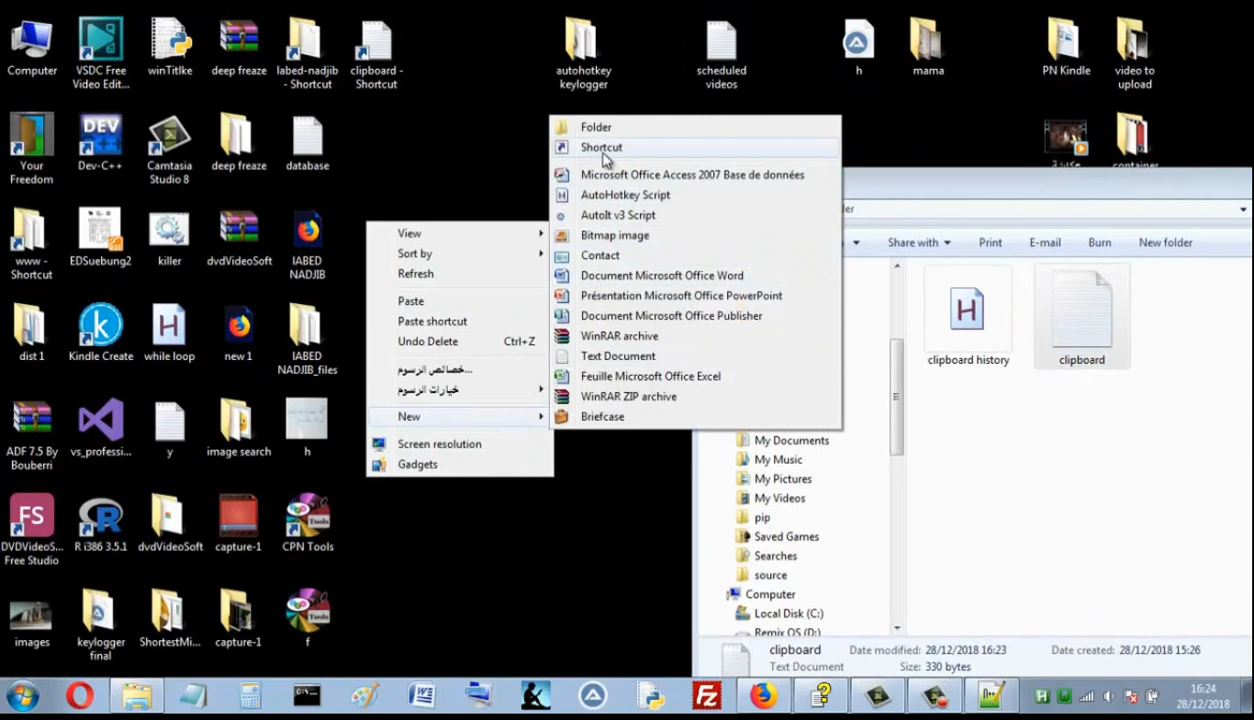 Computer
VSDC Free
Video Edit...
winTitlke
deep freaze
labed-nadjib
- Shortcut
clipboard -
Shortcut
autohotkey
keylogger
scheduled
videos
h
mama
PN Kindle
video to
upload
Your
Freedom
Dev-C++
Camtasia
Studio 8
deep freaze
database
container
www -
Shortcut
EDSuebung2
killer
dvdVideoSoft
lABED
NADJIB
dist 1
Kindle Create
while loop
new 1
lABED
NADJIB_files
ADF 7.5 By
Bouberri
vs_professi...
y
image search
h
DVDVideoS...
Free Studio
R i386 3.5.1
dvdVideoSoft
capture-1
CPN Tools
images
keylogger
final
ShortestMi...
capture-1
f
View
Sort by
Refresh
Paste
Paste shortcut
Undo Delete Ctrl+Z
خصائص الرسوم...
خيارات الرسوم
New
Screen resolution
Gadgets
Folder
Shortcut
Microsoft Office Access 2007 Base de données
AutoHotkey Script
AutoIt v3 Script
Bitmap image
Contact
Document Microsoft Office Word
Présentation Microsoft Office PowerPoint
Document Microsoft Office Publisher
WinRAR archive
Text Document
Feuille Microsoft Office Excel
WinRAR ZIP archive
Briefcase
Share with Print E-mail Burn New folder
clipboard history
clipboard
My Documents
My Music
My Pictures
My Videos
pip
Saved Games
Searches
source
Computer
Local Disk (C:)
Remix OS (D:)
clipboard Date modified: 28/12/2018 16:23 Date created: 28/12/2018 15:26
Text Document Size: 330 bytes
16:24
28/12/2018